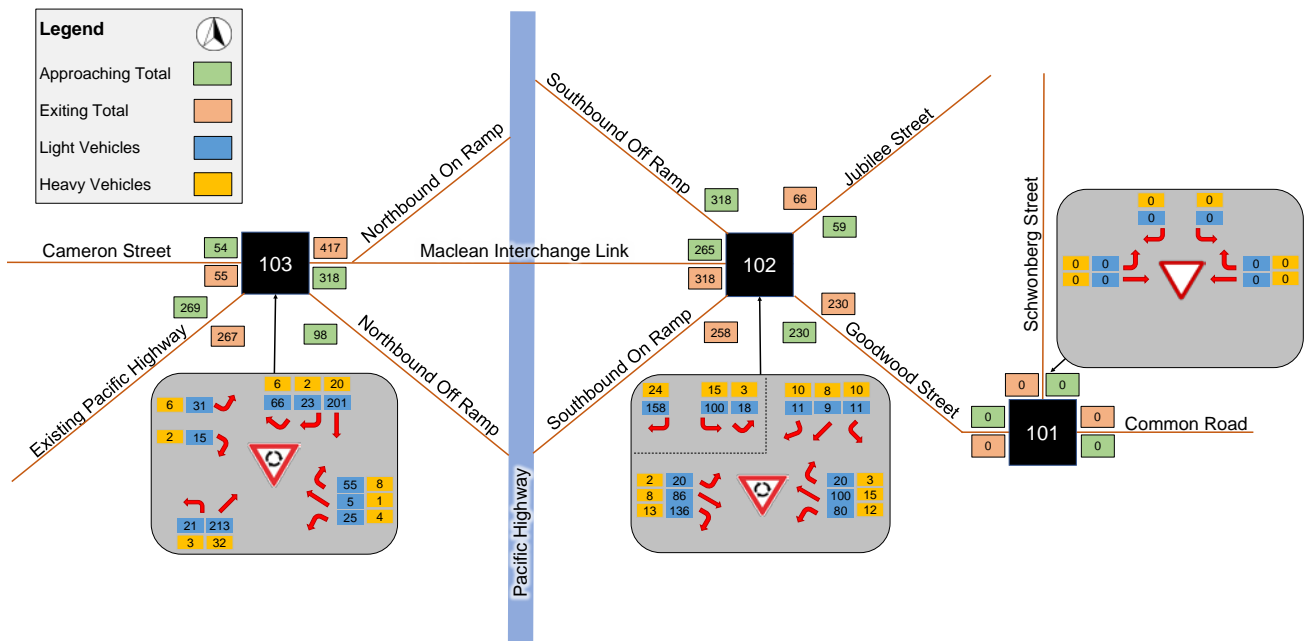 Legend
Approaching Total
Exiting Total
Light Vehicles
Heavy Vehicles
Cameron Street
Existing Pacific Highway
Northbound On Ramp
Northbound Off Ramp
Maclean Interchange Link
Pacific Highway
Southbound Off Ramp
Southbound On Ramp
Jubilee Street
Goodwood Street
Schwonberg Street
Common Road
103
54
417
55
318
269
267
98
6 2 20
66 23 201
6 31
2 15
55 8
5 1
25 4
21 213
3 32
102
318
66
59
265
318
230
258
230
24 15 3 10 8 10
158 100 18 11 9 11
2 20 20 3
8 86 100 15
13 136 80 12
101
0 0
0 0
0 0
0 0 0 0
0 0 0 0
0 0